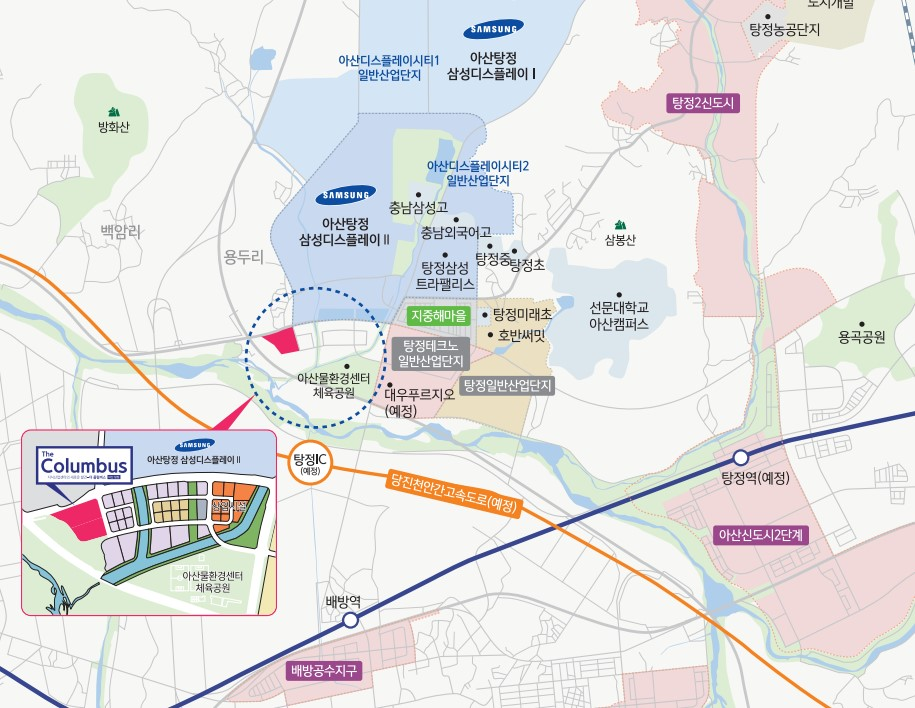 도시개발
탕정농공단지
SAMSUNG
아산탕정
삼성디스플레이 I
아산디스플레이시티1
일반산업단지
탕정2신도시
방화산
아산디스플레이시티2
일반산업단지
SAMSUNG
아산탕정
삼성디스플레이 II
충남삼성고
충남외국어고
탕정중
탕정초
삼봉산
백암리
용두리
탕정삼성
트라팰리스
선문대학교
아산캠퍼스
지중해마을
탕정미래초
호반써밋
용곡공원
탕정테크노
일반산업단지
탕정일반산업단지
아산물환경센터
체육공원
대우푸르지오
(예정)
The
Columbus
SAMSUNG
아산탕정 삼성디스플레이 II
아산물환경센터
체육공원
탕정IC
(예정)
당진천안간고속도로(예정)
탕정역(예정)
아산신도시2단계
배방역
배방공수지구